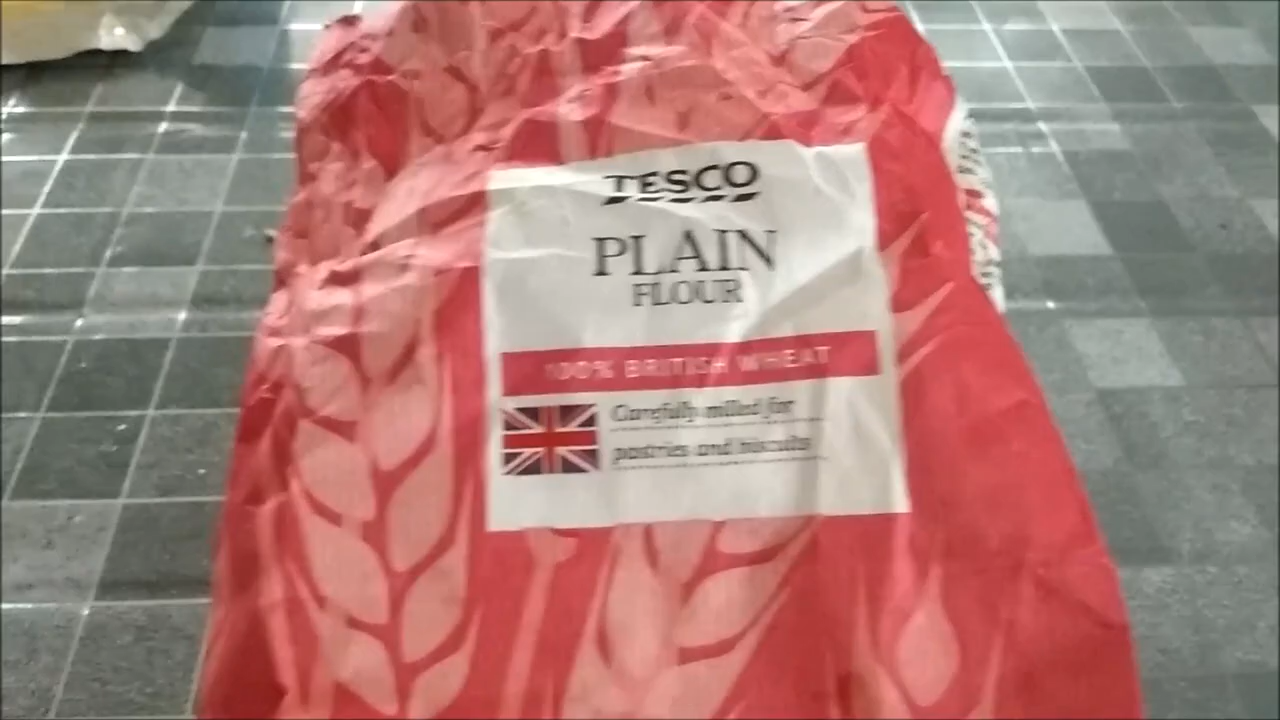 TESCO
PLAIN
FLOUR
100% BRITISH WHEAT
Carefully milled for
pastries and biscuits